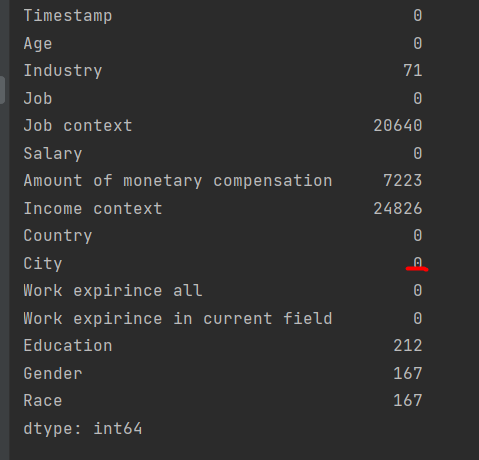 Timestamp 0
Age 0
Industry 71
Job 0
Job context 20640
Salary 0
Amount of monetary compensation 7223
Income context 24826
Country 0
City 0
Work expirince all 0
Work expirince in current field 0
Education 212
Gender 167
Race 167
dtype: int64